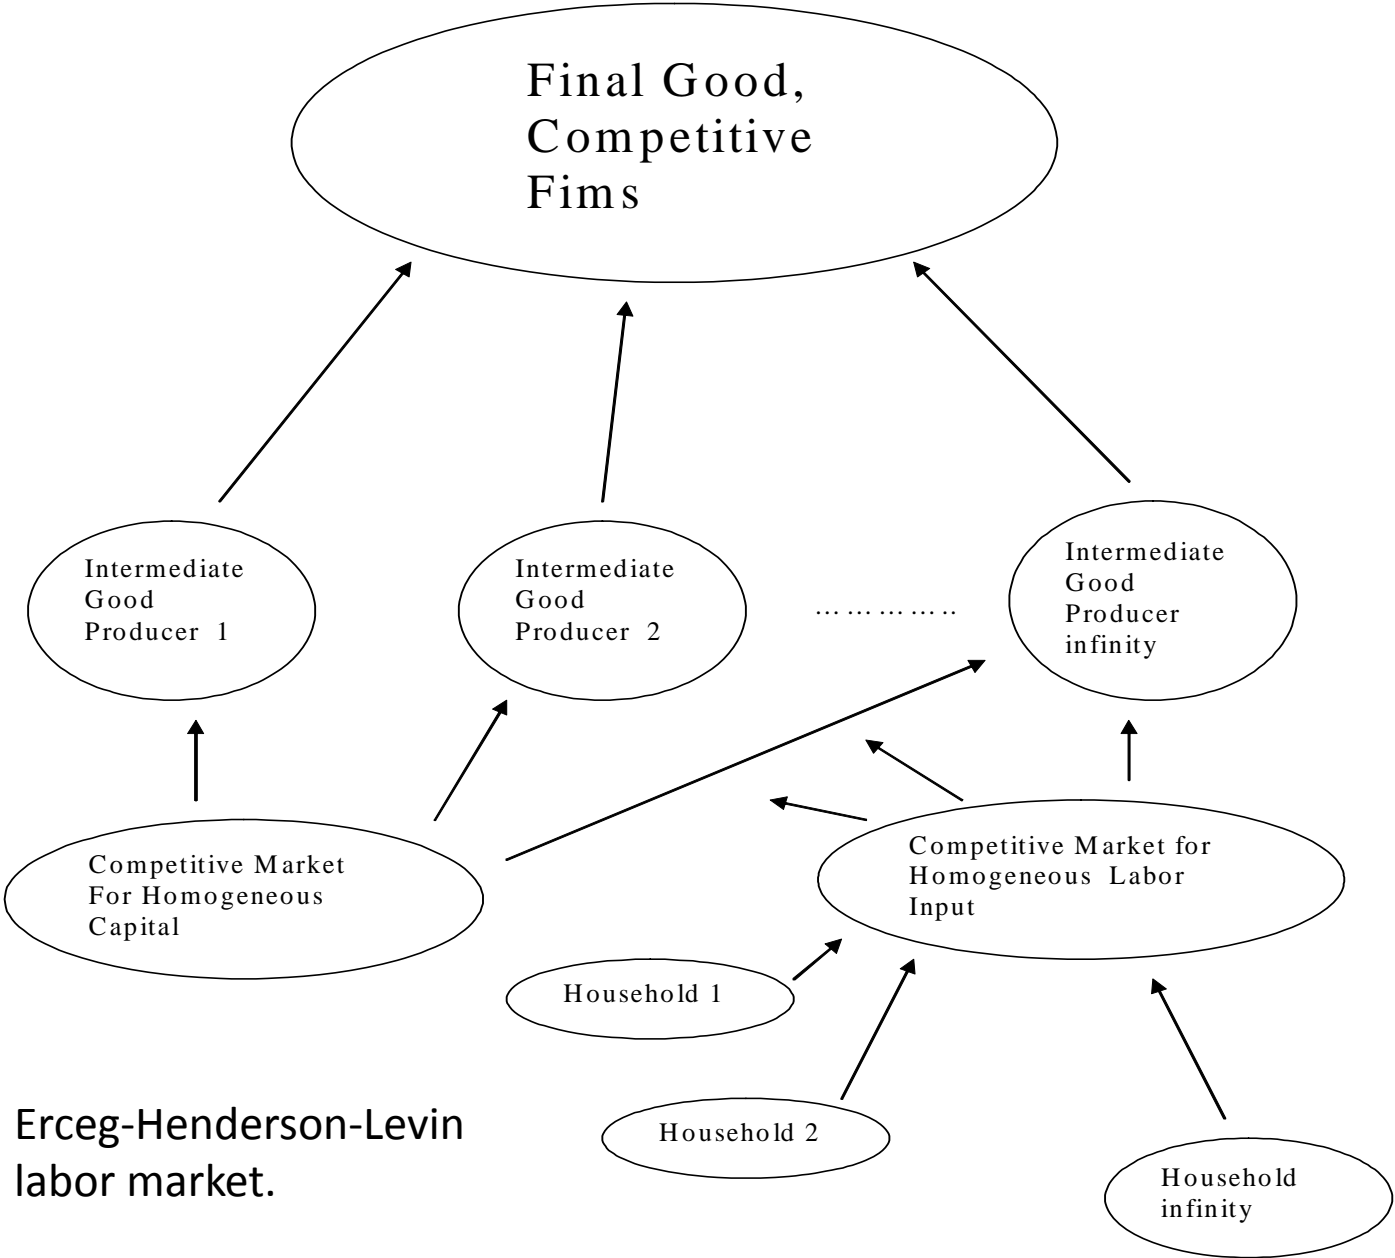 Final Good,
Competitive
Fims
Intermediate
Good
Producer 1
Intermediate
Good
Producer 2
…………..
Intermediate
Good
Producer
infinity
Competitive Market
For Homogeneous
Capital
Competitive Market for
Homogeneous Labor
Input
Household 1
Household 2
Household
infinity
Erceg-Henderson-Levin
labor market.